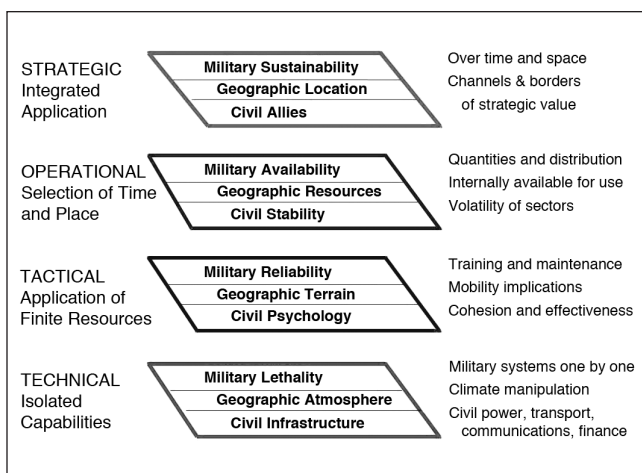 STRATEGIC
Integrated
Application
Military Sustainability
Geographic Location
Civil Allies
Over time and space
Channels & borders
of strategic value
OPERATIONAL
Selection of Time
and Place
Military Availability
Geographic Resources
Civil Stability
Quantities and distribution
Internally available for use
Volatility of sectors
TACTICAL
Application of
Finite Resources
Military Reliability
Geographic Terrain
Civil Psychology
Training and maintenance
Mobility implications
Cohesion and effectiveness
TECHNICAL
Isolated
Capabilities
Military Lethality
Geographic Atmosphere
Civil Infrastructure
Military systems one by one
Climate manipulation
Civil power, transport,
communications, finance